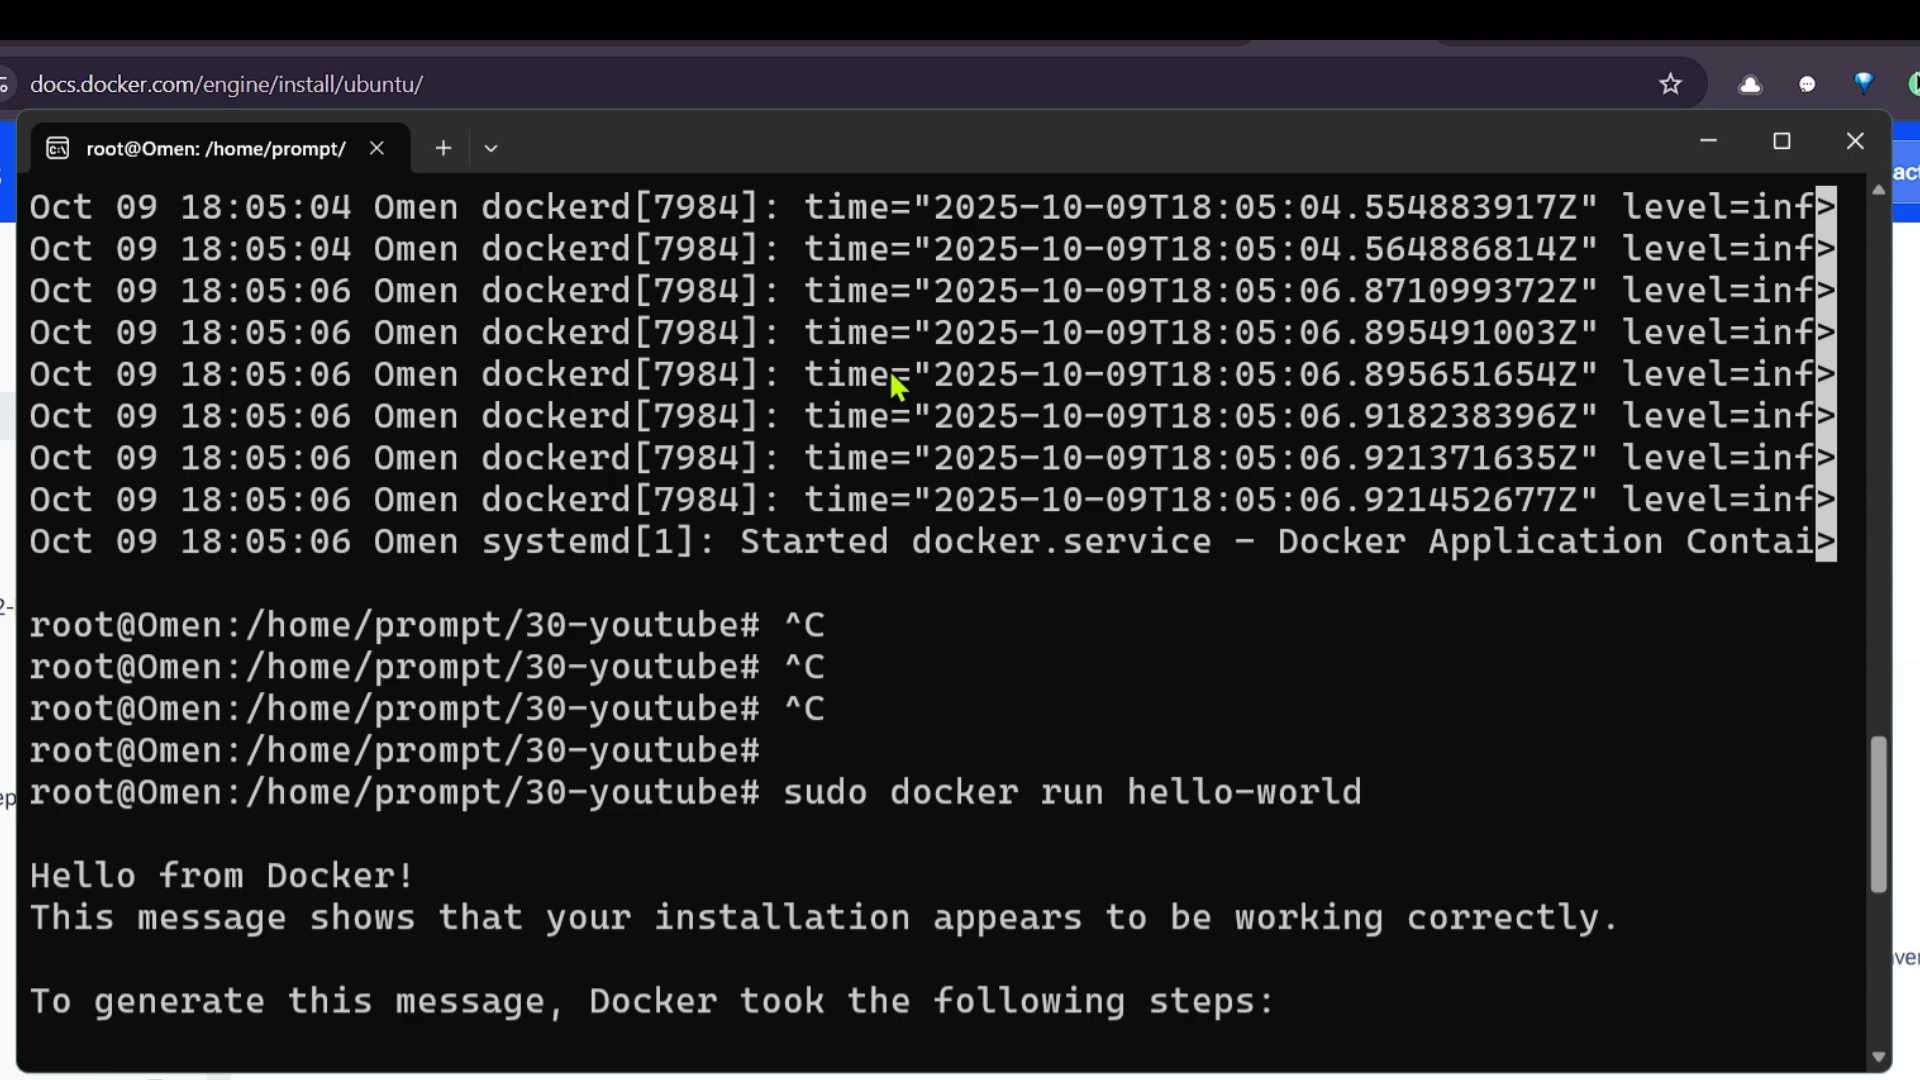 docs.docker.com/engine/install/ubuntu/
root@Omen: /home/prompt/
Oct 09 18:05:04 Omen dockerd[7984]: time="2025-10-09T18:05:04.554883917Z" level=inf>
Oct 09 18:05:04 Omen dockerd[7984]: time="2025-10-09T18:05:04.564886814Z" level=inf>
Oct 09 18:05:06 Omen dockerd[7984]: time="2025-10-09T18:05:06.871099372Z" level=inf>
Oct 09 18:05:06 Omen dockerd[7984]: time="2025-10-09T18:05:06.895491003Z" level=inf>
Oct 09 18:05:06 Omen dockerd[7984]: time="2025-10-09T18:05:06.895651654Z" level=inf>
Oct 09 18:05:06 Omen dockerd[7984]: time="2025-10-09T18:05:06.918238396Z" level=inf>
Oct 09 18:05:06 Omen dockerd[7984]: time="2025-10-09T18:05:06.921371635Z" level=inf>
Oct 09 18:05:06 Omen dockerd[7984]: time="2025-10-09T18:05:06.921452677Z" level=inf>
Oct 09 18:05:06 Omen systemd[1]: Started docker.service - Docker Application Contai>
root@Omen:/home/prompt/30-youtube# ^C
root@Omen:/home/prompt/30-youtube# ^C
root@Omen:/home/prompt/30-youtube# ^C
root@Omen:/home/prompt/30-youtube#
root@Omen:/home/prompt/30-youtube# sudo docker run hello-world
Hello from Docker!
This message shows that your installation appears to be working correctly.
To generate this message, Docker took the following steps: